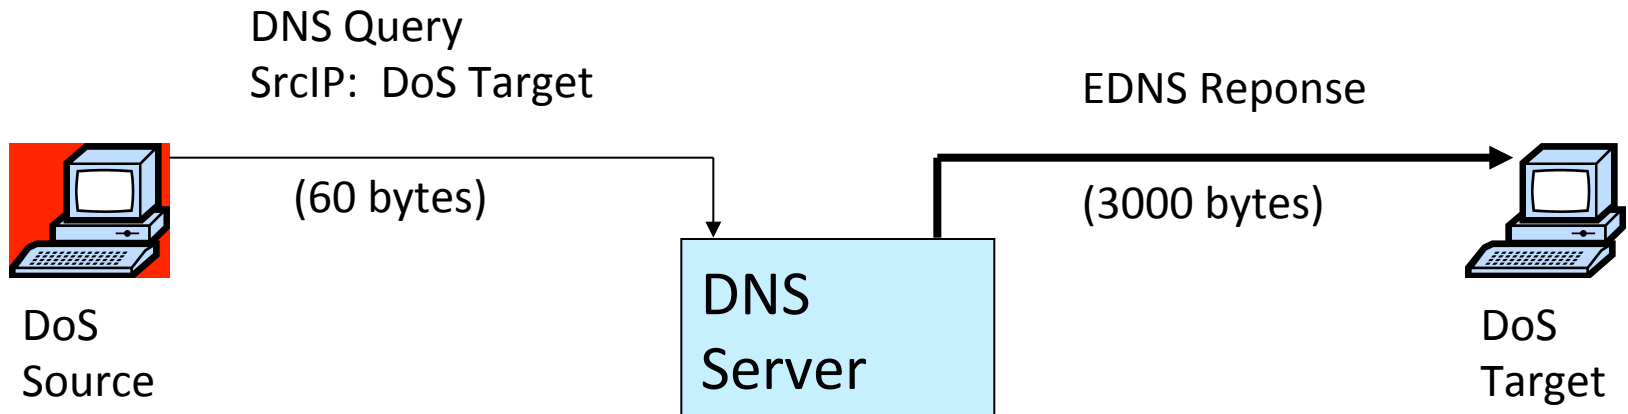 DNS Query
SrcIP: DoS Target
(60 bytes)
EDNS Reponse
(3000 bytes)
DoS
Source
DNS
Server
DoS
Target